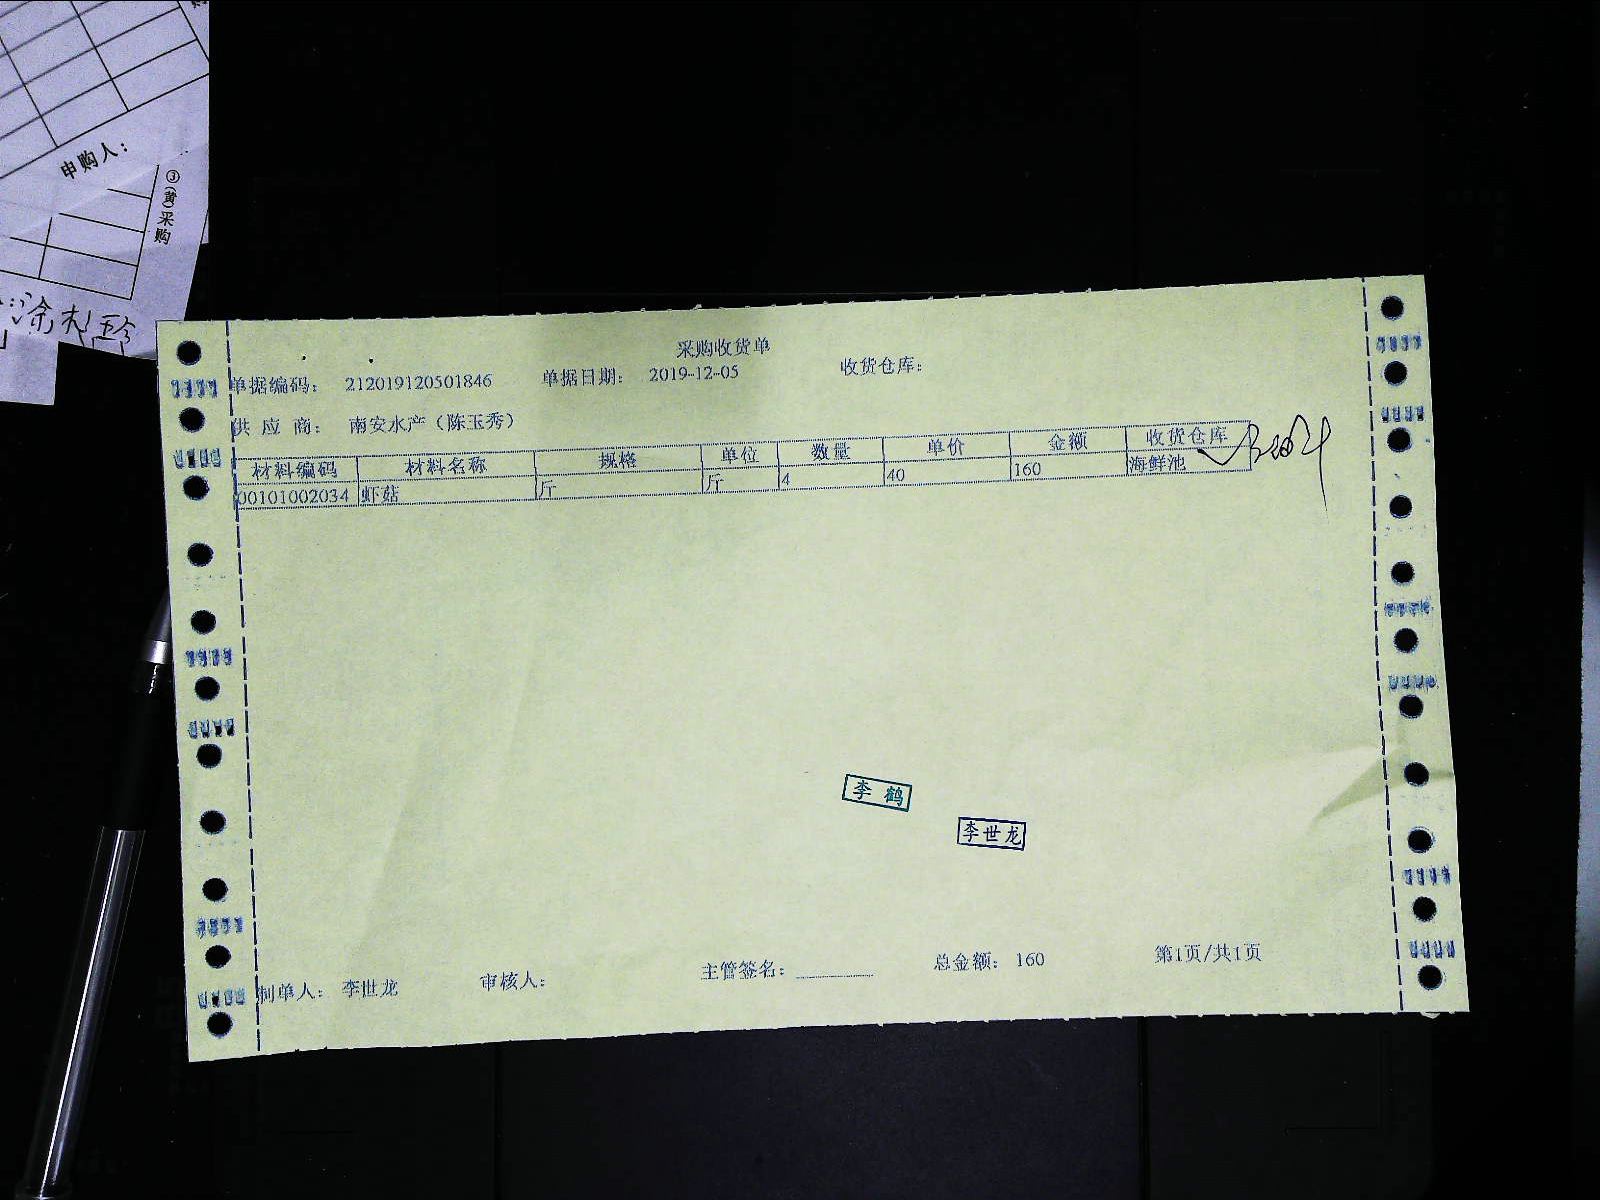 申购人：
③(黄)采购
采购收货单
单据编码： 212019120501846 单据日期： 2019-12-05 收货仓库：
供 应 商： 南安水产（陈玉秀）
材料编码 材料名称 规格 单位 数量 单价 金额 收货仓库
00101002034 虾菇 斤 斤 4 40 160 海鲜池
李 鹤
李世龙
制单人： 李世龙 审核人： 主管签名： 总金额： 160 第1页/共1页